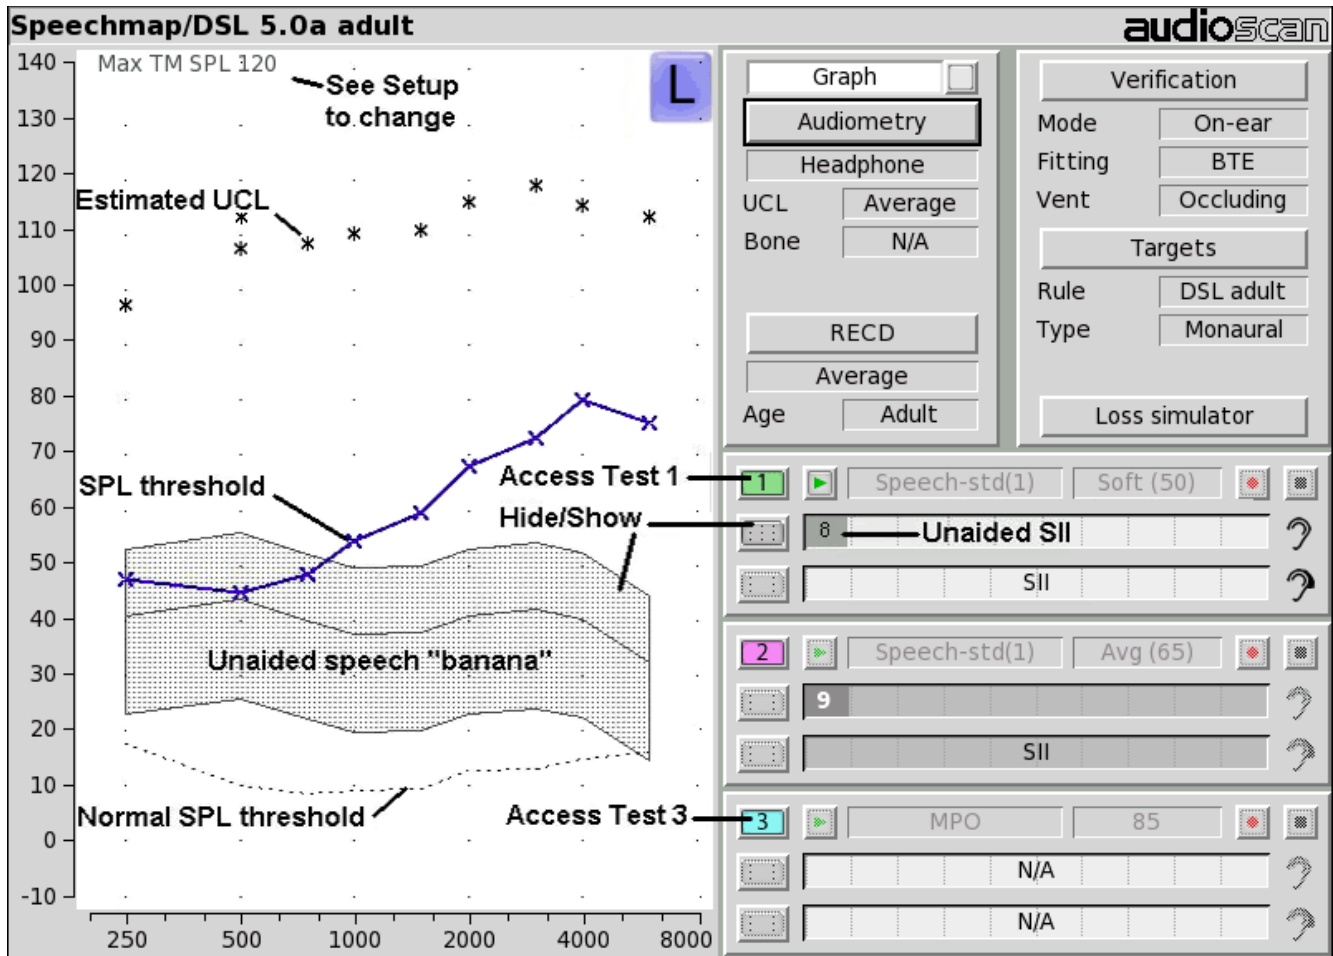 Speechmap/DSL 5.0a adult
audioscan
140
Max TM SPL 120
See Setup
to change
L
130
120
Estimated UCL
110
100
90
80
70
SPL threshold
60
50
40
Unaided speech "banana"
30
20
10
Normal SPL threshold
0
-10
250 500 1000 2000 4000 8000
Graph
Audiometry
Headphone
UCL Average
Bone N/A
RECD
Average
Age Adult
Verification
Mode On-ear
Fitting BTE
Vent Occluding
Targets
Rule DSL adult
Type Monaural
Loss simulator
Access Test 1
1 Speech-std(1) Soft (50)
Hide/Show
8 Unaided SII
SII
2 Speech-std(1) Avg (65)
9
SII
Access Test 3
3 MPO 85
N/A
N/A